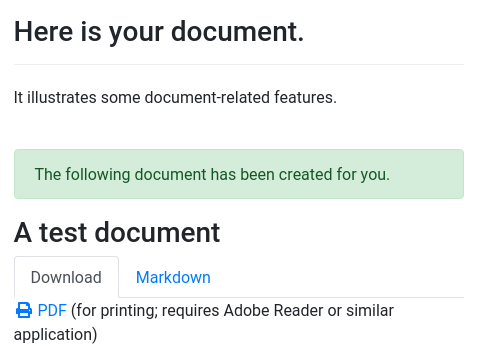 Here is your document.
It illustrates some document-related features.
The following document has been created for you.
A test document
Download Markdown
PDF (for printing; requires Adobe Reader or similar
application)